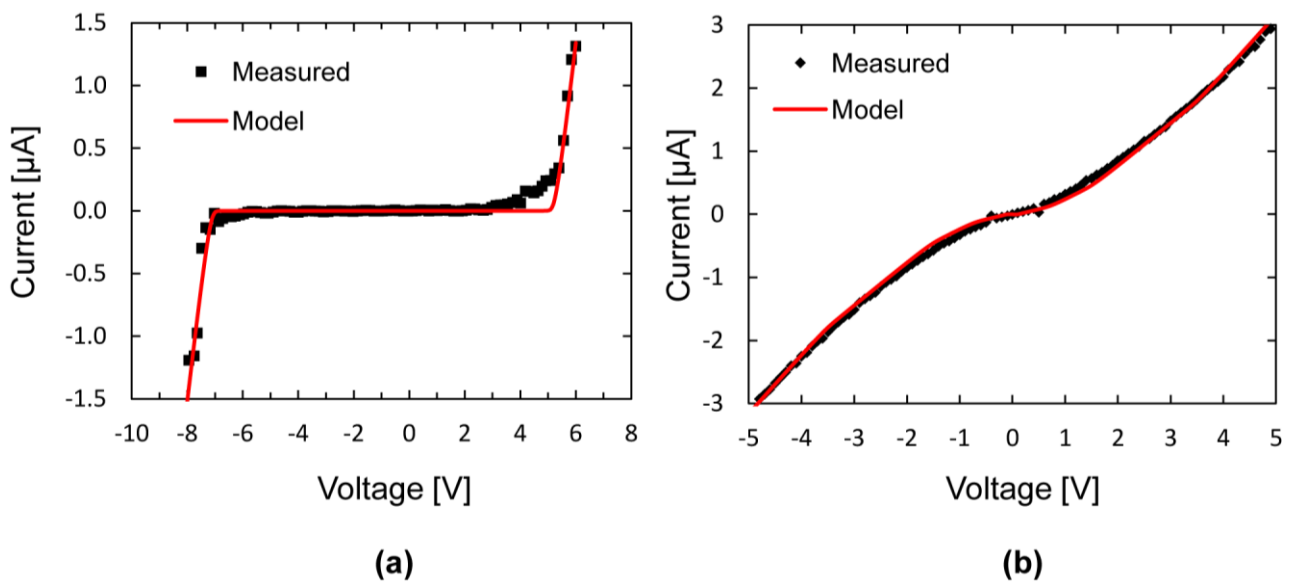 1.5
1.0
0.5
0.0
-0.5
-1.0
-1.5
Current [µA]
Measured
Model
-10 -8 -6 -4 -2 0 2 4 6 8
Voltage [V]
(a)
3
2
1
0
-1
-2
-3
Current [µA]
Measured
Model
-5 -4 -3 -2 -1 0 1 2 3 4 5
Voltage [V]
(b)